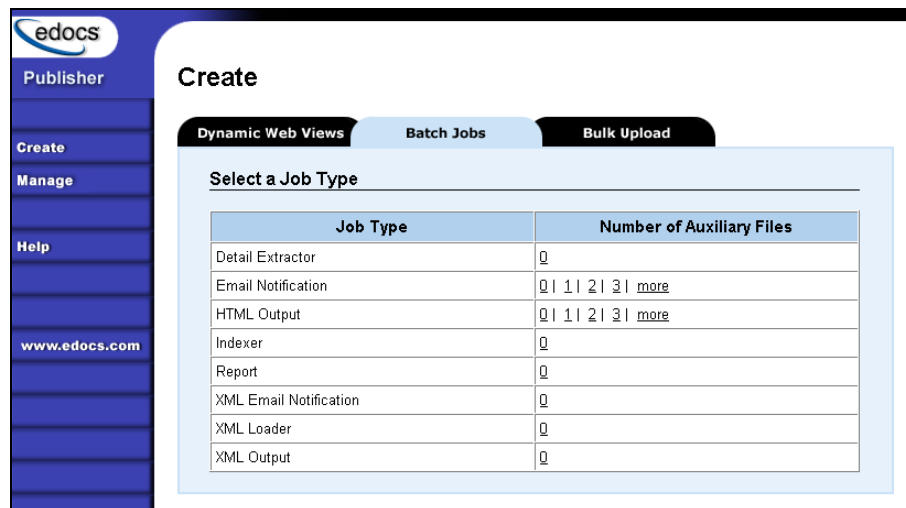 edocs
Publisher
Create
Manage
Help
www.edocs.com
Create
Dynamic Web Views Batch Jobs Bulk Upload
Select a Job Type
Job Type Number of Auxiliary Files
Detail Extractor 0
Email Notification 0 | 1 | 2 | 3 | more
HTML Output 0 | 1 | 2 | 3 | more
Indexer 0
Report 0
XML Email Notification 0
XML Loader 0
XML Output 0